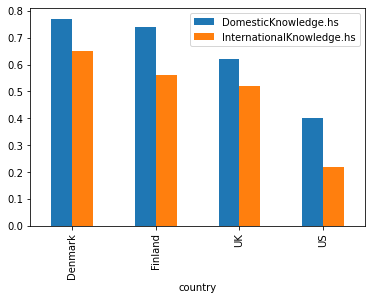 0.8
0.7
0.6
0.5
0.4
0.3
0.2
0.1
0.0
DomesticKnowledge.hs
InternationalKnowledge.hs
Denmark
Finland
UK
US
country